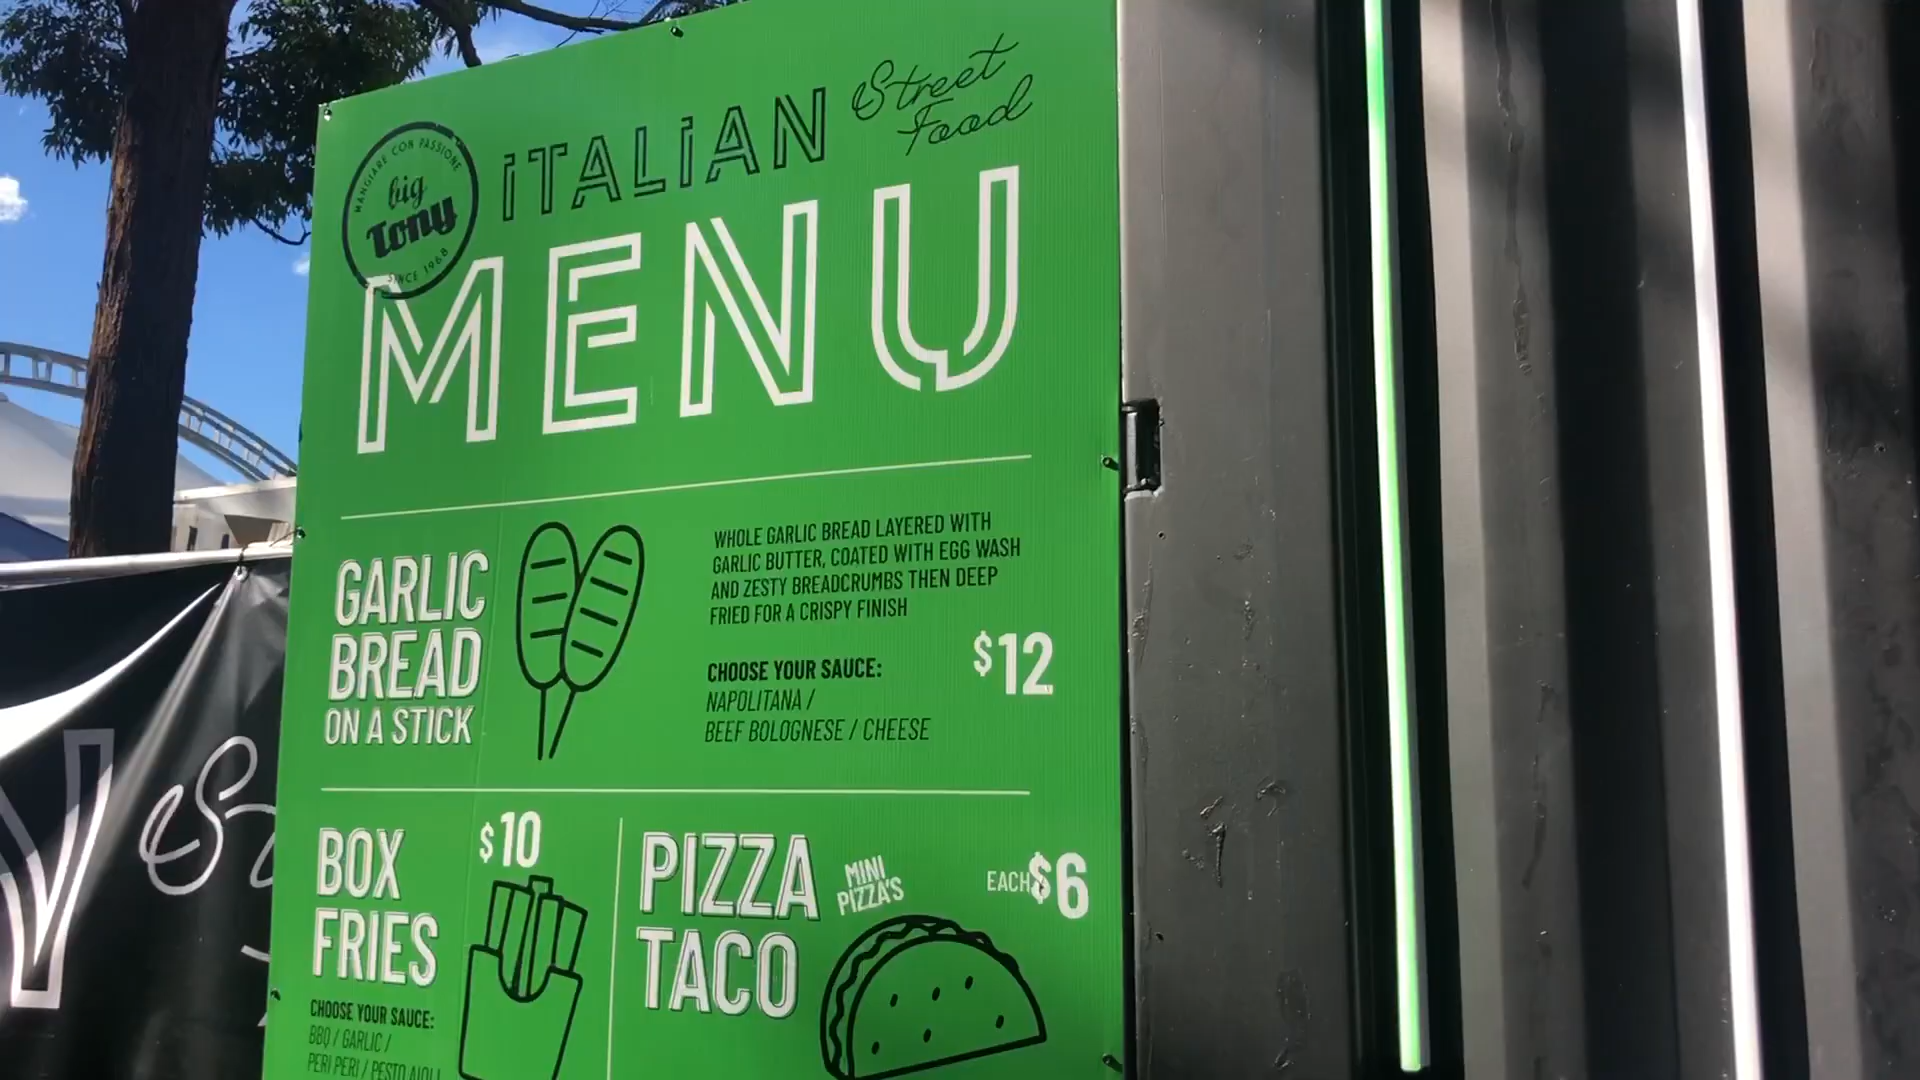 MANGIARE CON PASSIONE
big
Tony
SINCE 1968
ITALIAN
Street
Food
MENU
GARLIC
BREAD
ON A STICK
WHOLE GARLIC BREAD LAYERED WITH
GARLIC BUTTER, COATED WITH EGG WASH
AND ZESTY BREADCRUMBS THEN DEEP
FRIED FOR A CRISPY FINISH
CHOOSE YOUR SAUCE:
NAPOLITANA /
BEEF BOLOGNESE / CHEESE
$12
BOX
FRIES
$10
CHOOSE YOUR SAUCE:
BBQ / GARLIC /
PERI PERI / PESTO AIOLI
PIZZA
TACO
MINI
PIZZA'S
EACH $6